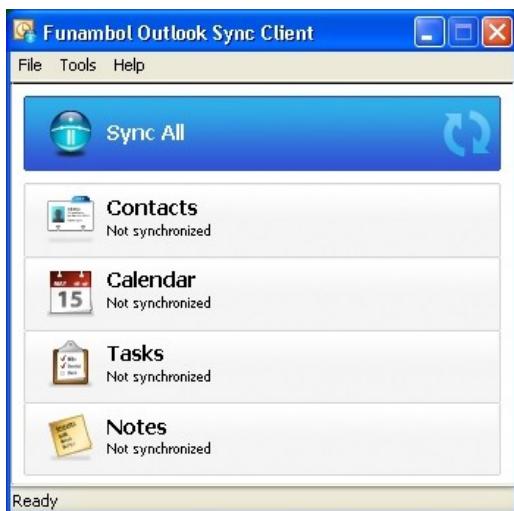 Funambol Outlook Sync Client
File Tools Help
Sync All
Contacts
Not synchronized
Calendar
Not synchronized
15
Tasks
Not synchronized
Notes
Not synchronized
Ready